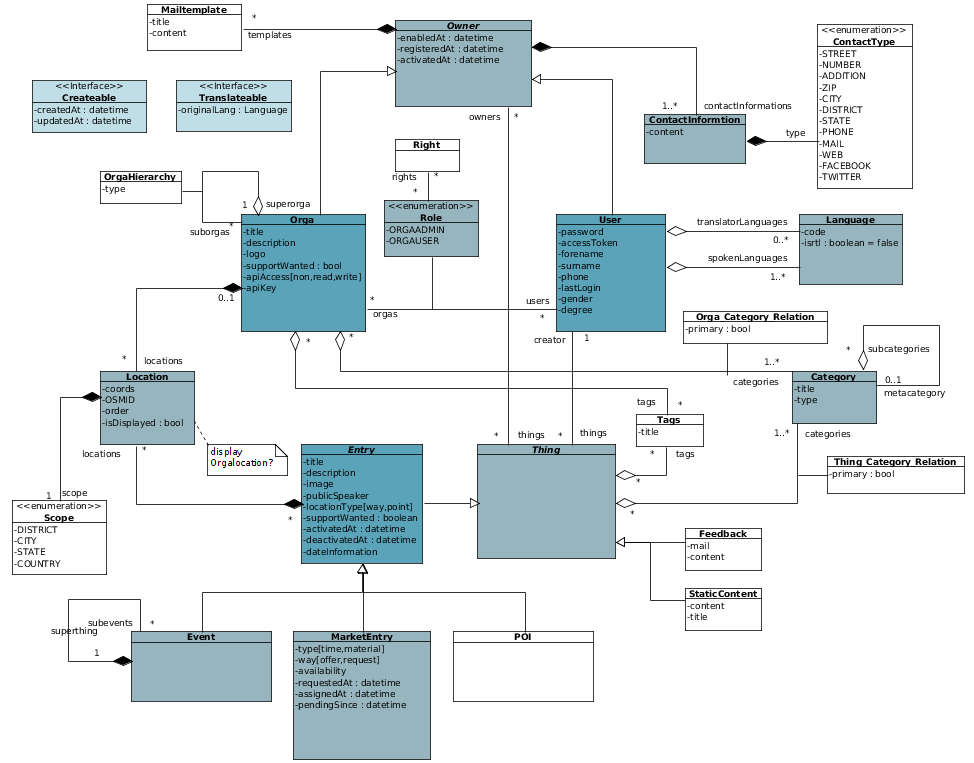 Mailtemplate
-title
-content
*
templates
Owner
-enabledAt : datetime
-registeredAt : datetime
-activatedAt : datetime
<<enumeration>>
ContactType
-STREET
-NUMBER
-ADDITION
-ZIP
-CITY
-DISTRICT
-STATE
-PHONE
-MAIL
-WEB
-FACEBOOK
-TWITTER
<<Interface>>
Createable
-createdAt : datetime
-updatedAt : datetime
<<Interface>>
Translateable
-originalLang : Language
1..*
contactInformations
ContactInformtion
-content
type
owners
*
Right
rights
*
*
<<enumeration>>
Role
-ORGAADMIN
-ORGAUSER
OrgaHierarchy
-type
1
superorga
suborgas
*
Orga
-title
-description
-logo
-supportWanted : bool
-apiAccess[non,read,write]
-apiKey
User
-password
-accessToken
-forename
-surname
-phone
-lastLogin
-gender
-degree
translatorLanguages
0..*
spokenLanguages
1..*
Language
-code
-isrtl : boolean = false
0..1
*
orgas
users
*
creator
1
Orga Category Relation
-primary : bool
*
subcategories
0..1
metacategory
1..*
categories
Category
-title
-type
*
locations
*
*
Location
-coords
-OSMID
-order
-isDisplayed : bool
tags
*
Tags
-title
*
tags
1..*
categories
display
Orgalocation?
locations
*
Entry
-title
-description
-image
-publicSpeaker
-locationType[way,point]
-supportWanted : boolean
-activatedAt : datetime
-deactivatedAt : datetime
-dateInformation
*
things
*
things
Thing
*
*
Thing Category Relation
-primary : bool
1
scope
<<enumeration>>
Scope
-DISTRICT
-CITY
-STATE
-COUNTRY
*
Feedback
-mail
-content
StaticContent
-content
-title
subevents
*
superthing
1
Event
MarketEntry
-type[time,material]
-way[offer,request]
-availability
-requestedAt : datetime
-assignedAt : datetime
-pendingSince : datetime
POI